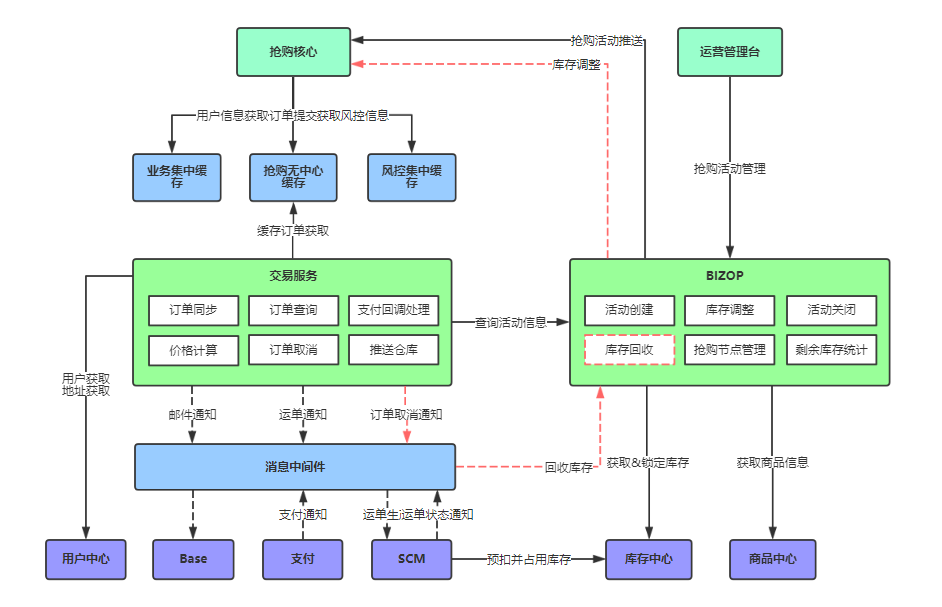 抢购核心
抢购活动推送
运营管理台
库存调整
用户信息获取订单提交获取风控信息
业务集中缓
存
抢购无中心
缓存
风控集中缓
存
抢购活动管理
缓存订单获取
交易服务
BIZOP
订单同步
订单查询
支付回调处理
活动创建
库存调整
活动关闭
查询活动信息
价格计算
订单取消
推送仓库
库存回收
抢购节点管理
剩余库存统计
用户获取
地址获取
邮件通知
运单通知
订单取消通知
消息中间件
回收库存
获取&锁定库存
获取商品信息
支付通知
运单生
运单状态通知
用户中心
Base
支付
SCM
预扣并占用库存
库存中心
商品中心